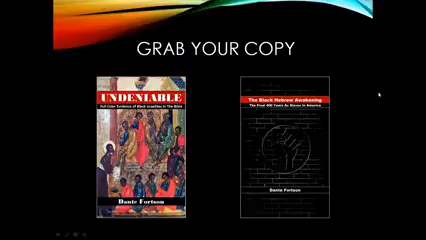 GRAB YOUR COPY
UNDENIABLE
Full Color Evidence of Black Israelites In The Bible
Dante Fortson
The Black Hebrew Awakening
The Final 400 Years As Slaves In America
Dante Fortson